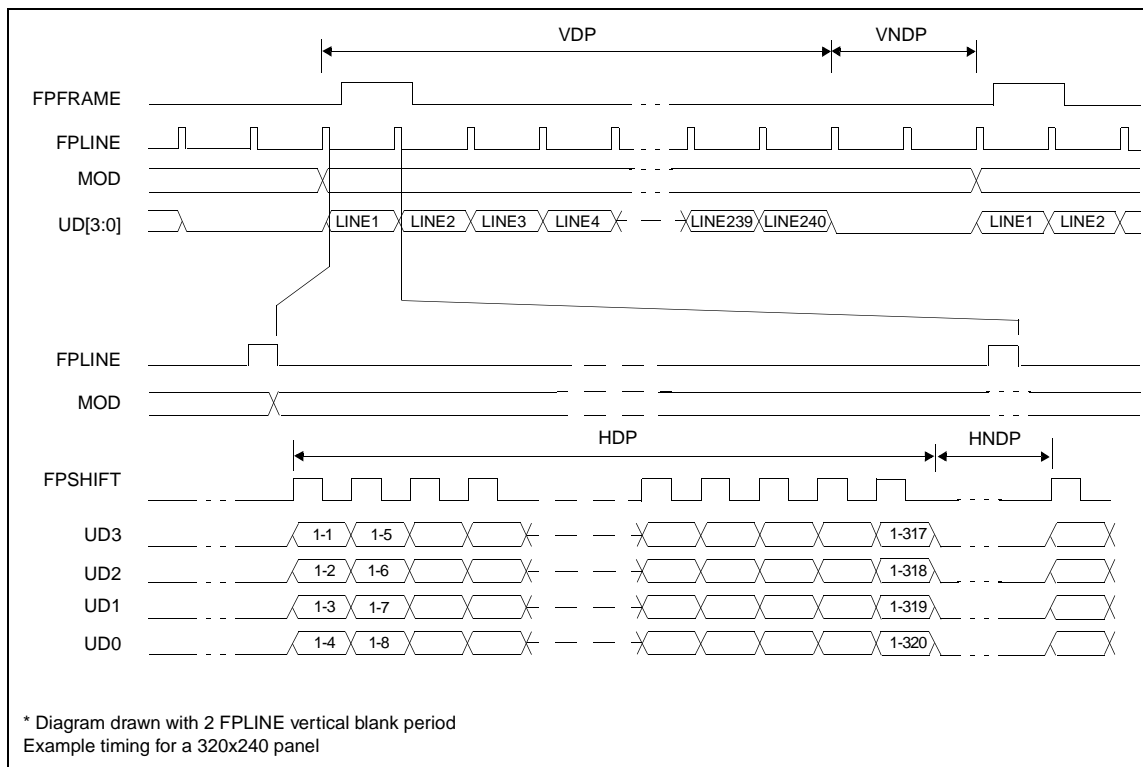 VDP VNDP
FPFRAME
FPLINE
MOD
UD[3:0] LINE1 LINE2 LINE3 LINE4 LINE239 LINE240 LINE1 LINE2
FPLINE
MOD
HDP HNDP
FPSHIFT
UD3 1-1 1-5 1-317
UD2 1-2 1-6 1-318
UD1 1-3 1-7 1-319
UD0 1-4 1-8 1-320
* Diagram drawn with 2 FPLINE vertical blank period
Example timing for a 320x240 panel